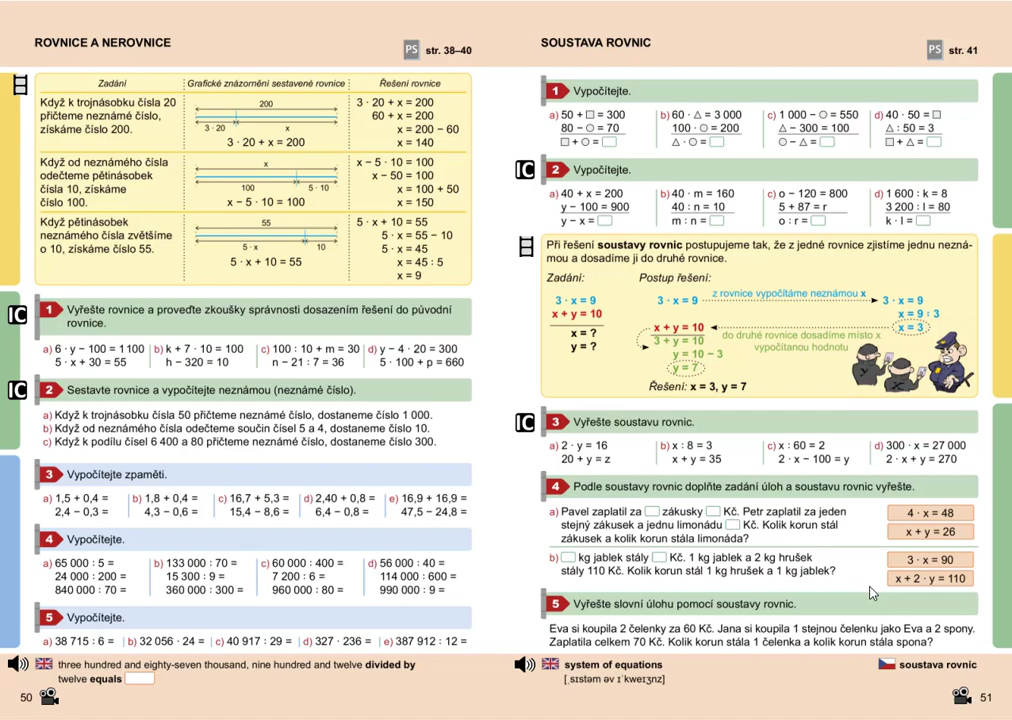 ROVNICE A NEROVNICE
PS str. 38–40
Zadání Grafické znázornění sestavené rovnice Řešení rovnice
Když k trojnásobku čísla 20
přičteme neznámé číslo,
získáme číslo 200.
200
3 · 20 x
3 · 20 + x = 200
3 · 20 + x = 200
60 + x = 200
x = 200 – 60
x = 140
Když od neznámého čísla
odečteme pětinásobek
čísla 10, získáme
číslo 100.
x
100 5 · 10
x – 5 · 10 = 100
x – 5 · 10 = 100
x – 50 = 100
x = 100 + 50
x = 150
Když pětinásobek
neznámého čísla zvětšíme
o 10, získáme číslo 55.
55
5 · x 10
5 · x + 10 = 55
5 · x + 10 = 55
5 · x = 55 – 10
5 · x = 45
x = 45 : 5
x = 9
IC
1 Vyřešte rovnice a proveďte zkoušky správnosti dosazením řešení do původní
rovnice.
a) 6 · y – 100 = 1 100 b) k + 7 · 10 = 100 c) 100 : 10 + m = 30 d) y – 4 · 20 = 300
5 · x + 30 = 55 h – 320 = 10 n – 21 : 7 = 36 5 · 100 + p = 660
IC
2 Sestavte rovnice a vypočítejte neznámou (neznámé číslo).
a) Když k trojnásobku čísla 50 přičteme neznámé číslo, dostaneme číslo 1 000.
b) Když od neznámého čísla odečteme součin čísel 5 a 4, dostaneme číslo 10.
c) Když k podílu čísel 6 400 a 80 přičteme neznámé číslo, dostaneme číslo 300.
3 Vypočítejte zpaměti.
a) 1,5 + 0,4 = b) 1,8 + 0,4 = c) 16,7 + 5,3 = d) 2,40 + 0,8 = e) 16,9 + 16,9 =
2,4 – 0,3 = 4,3 – 0,6 = 15,4 – 8,6 = 6,4 – 0,8 = 47,5 – 24,8 =
4 Vypočítejte.
a) 65 000 : 5 = b) 133 000 : 70 = c) 60 000 : 400 = d) 56 000 : 40 =
24 000 : 200 = 15 300 : 9 = 7 200 : 6 = 114 000 : 600 =
840 000 : 70 = 360 000 : 300 = 960 000 : 80 = 990 000 : 9 =
5 Vypočítejte.
a) 38 715 : 6 = b) 32 056 · 24 = c) 40 917 : 29 = d) 327 · 236 = e) 387 912 : 12 =
three hundred and eighty-seven thousand, nine hundred and twelve divided by
twelve equals
50
SOUSTAVA ROVNIC
PS str. 41
1 Vypočítejte.
a) 50 + □ = 300 b) 60 · △ = 3 000 c) 1 000 – ○ = 550 d) 40 · 50 = □
80 – ○ = 70 100 · ○ = 200 △ – 300 = 100 △ : 50 = 3
□ + ○ = △ · ○ = ○ – △ = □ + △ =
IC
2 Vypočítejte.
a) 40 + x = 200 b) 40 · m = 160 c) o – 120 = 800 d) 1 600 : k = 8
y – 100 = 900 40 : n = 10 5 + 87 = r 3 200 : l = 80
y – x = m : n = o : r = k · l =
Při řešení soustavy rovnic postupujeme tak, že z jedné rovnice zjistíme jednu nezná-
mou a dosadíme ji do druhé rovnice.
Zadání: Postup řešení:
3 · x = 9
x + y = 10
x = ?
y = ?
3 · x = 9 z rovnice vypočítáme neznámou x 3 · x = 9
x = 9 : 3
x = 3
x + y = 10 do druhé rovnice dosadíme místo x
3 + y = 10 vypočítanou hodnotu
y = 10 – 3
y = 7
Řešení: x = 3, y = 7
IC
3 Vyřešte soustavu rovnic.
a) 2 · y = 16 b) x : 8 = 3 c) x : 60 = 2 d) 300 · x = 27 000
20 + y = z x + y = 35 2 · x – 100 = y 2 · x + y = 270
4 Podle soustavy rovnic doplňte zadání úloh a soustavu rovnic vyřešte.
a) Pavel zaplatil za □ zákusky □ Kč. Petr zaplatil za jeden
stejný zákusek a jednu limonádu □ Kč. Kolik korun stál
zákusek a kolik korun stála limonáda?
4 · x = 48
x + y = 26
b) □ kg jablek stály □ Kč. 1 kg jablek a 2 kg hrušek
stály 110 Kč. Kolik korun stál 1 kg hrušek a 1 kg jablek?
3 · x = 90
x + 2 · y = 110
5 Vyřešte slovní úlohu pomocí soustavy rovnic.
Eva si koupila 2 čelenky za 60 Kč. Jana si koupila 1 stejnou čelenku jako Eva a 2 spony.
Zaplatila celkem 70 Kč. Kolik korun stála 1 čelenka a kolik korun stála spona?
system of equations
[ˌsɪstəm əv ɪˈkweɪʒnz]
soustava rovnic
51